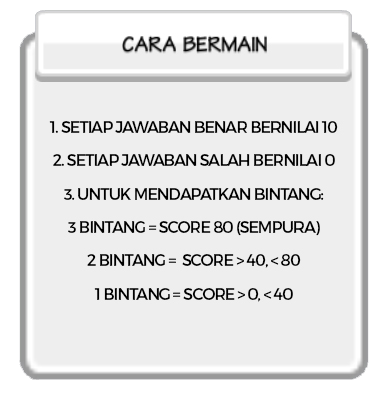 CARA BERMAIN
1. SETIAP JAWABAN BENAR BERNILAI 10
2. SETIAP JAWABAN SALAH BERNILAI 0
3. UNTUK MENDAPATKAN BINTANG:
3 BINTANG = SCORE 80 (SEMPURA)
2 BINTANG = SCORE > 40, < 80
1 BINTANG = SCORE > 0, < 40